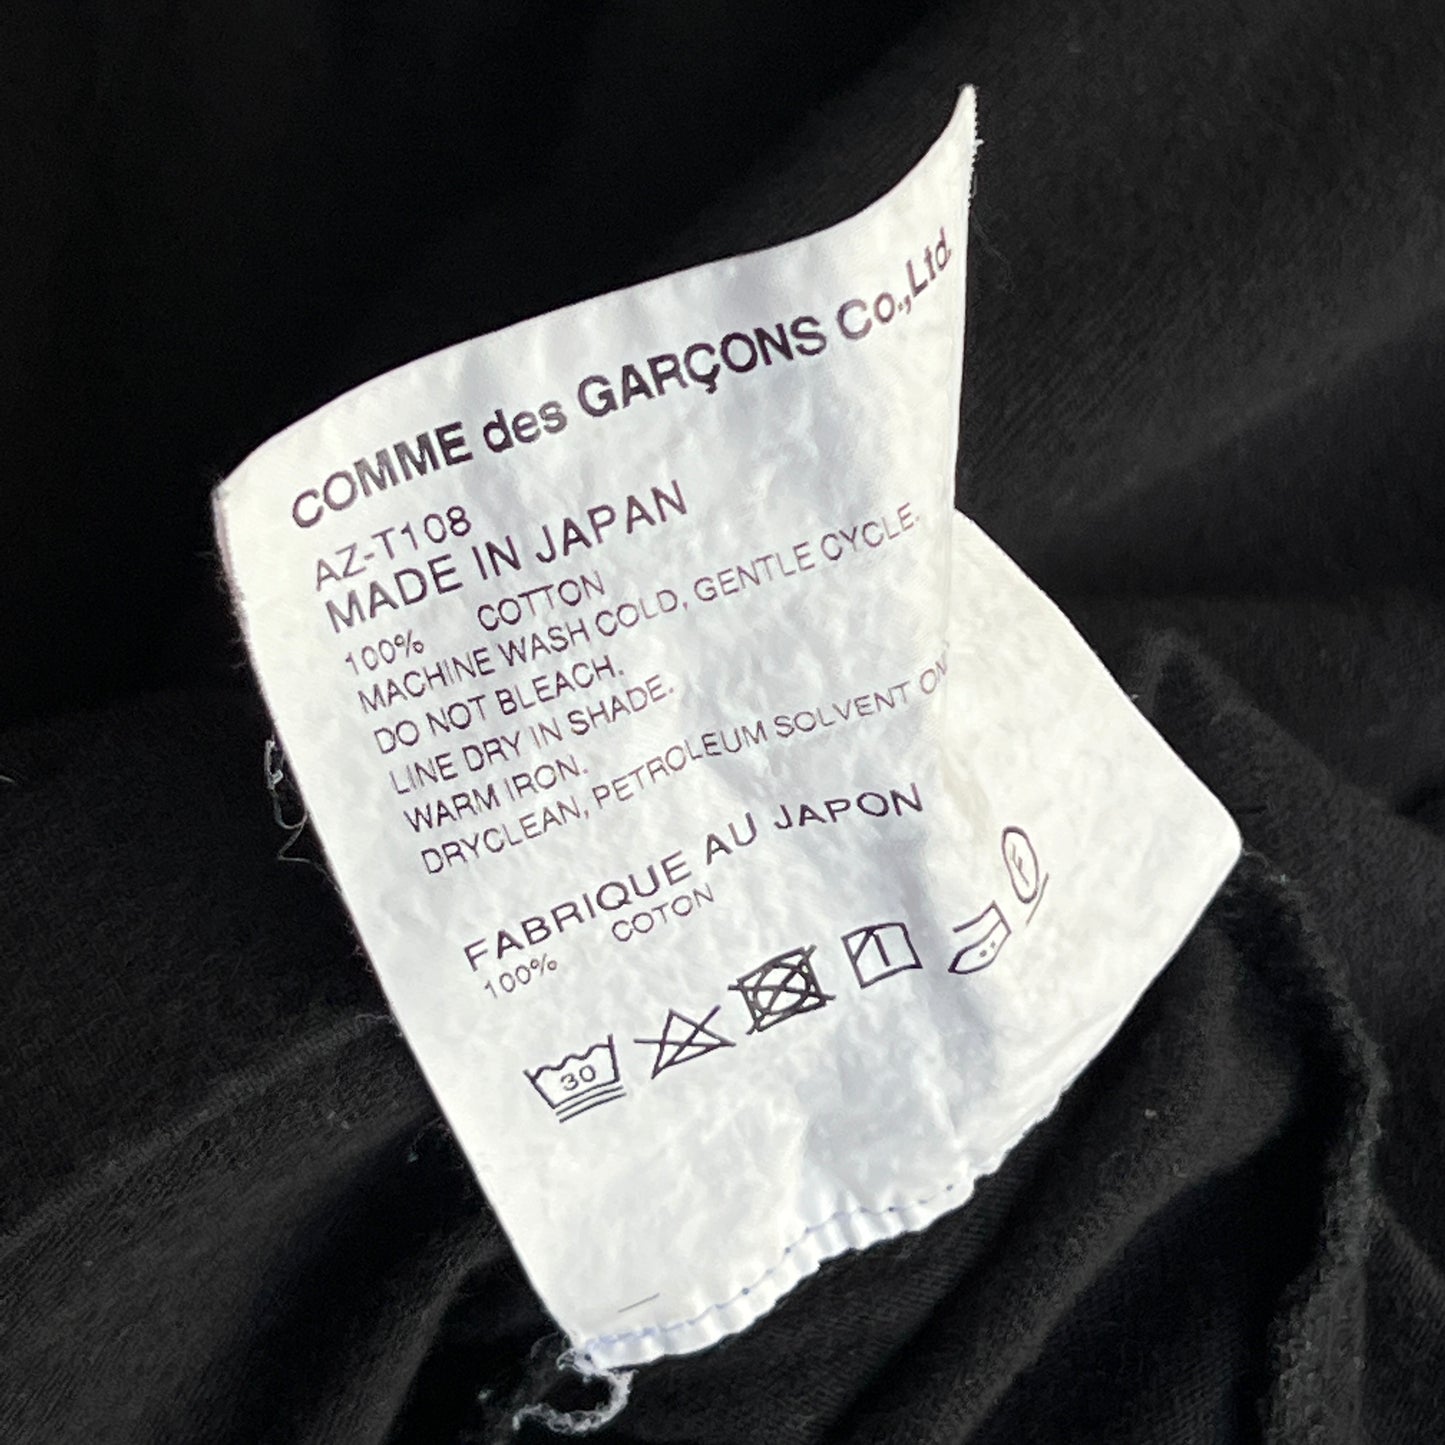 COMME des GARÇONS Co.,Ltd.
AZ-T108
MADE IN JAPAN
100% COTTON
MACHINE WASH COLD, GENTLE CYCLE.
DO NOT BLEACH.
LINE DRY IN SHADE.
WARM IRON.
DRYCLEAN, PETROLEUM SOLVENT
FABRIQUE AU JAPON
100% COTON
30
F